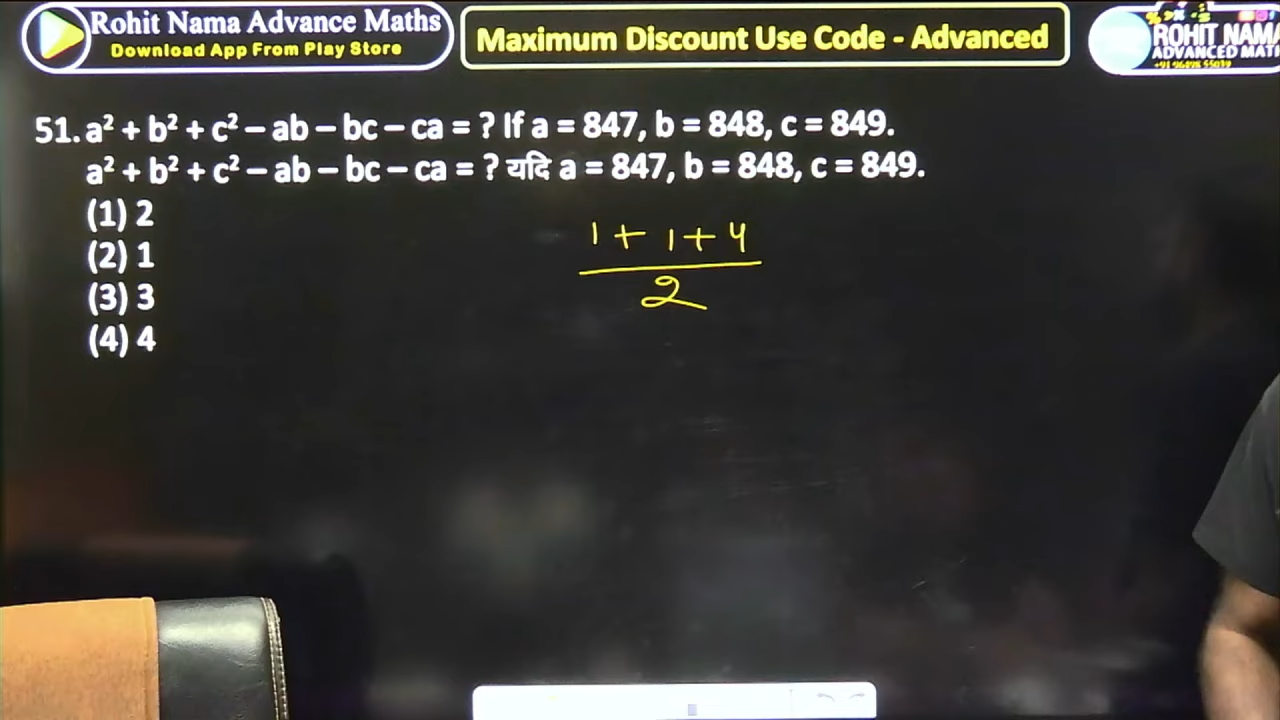 Rohit Nama Advance Maths
Download App From Play Store
Maximum Discount Use Code - Advanced
ROHIT NAMA
ADVANCED MATH
51. a² + b² + c² – ab – bc – ca = ? If a = 847, b = 848, c = 849.
a² + b² + c² – ab – bc – ca = ? यदि a = 847, b = 848, c = 849.
(1) 2
(2) 1
(3) 3
(4) 4
1 + 1 + 4
2